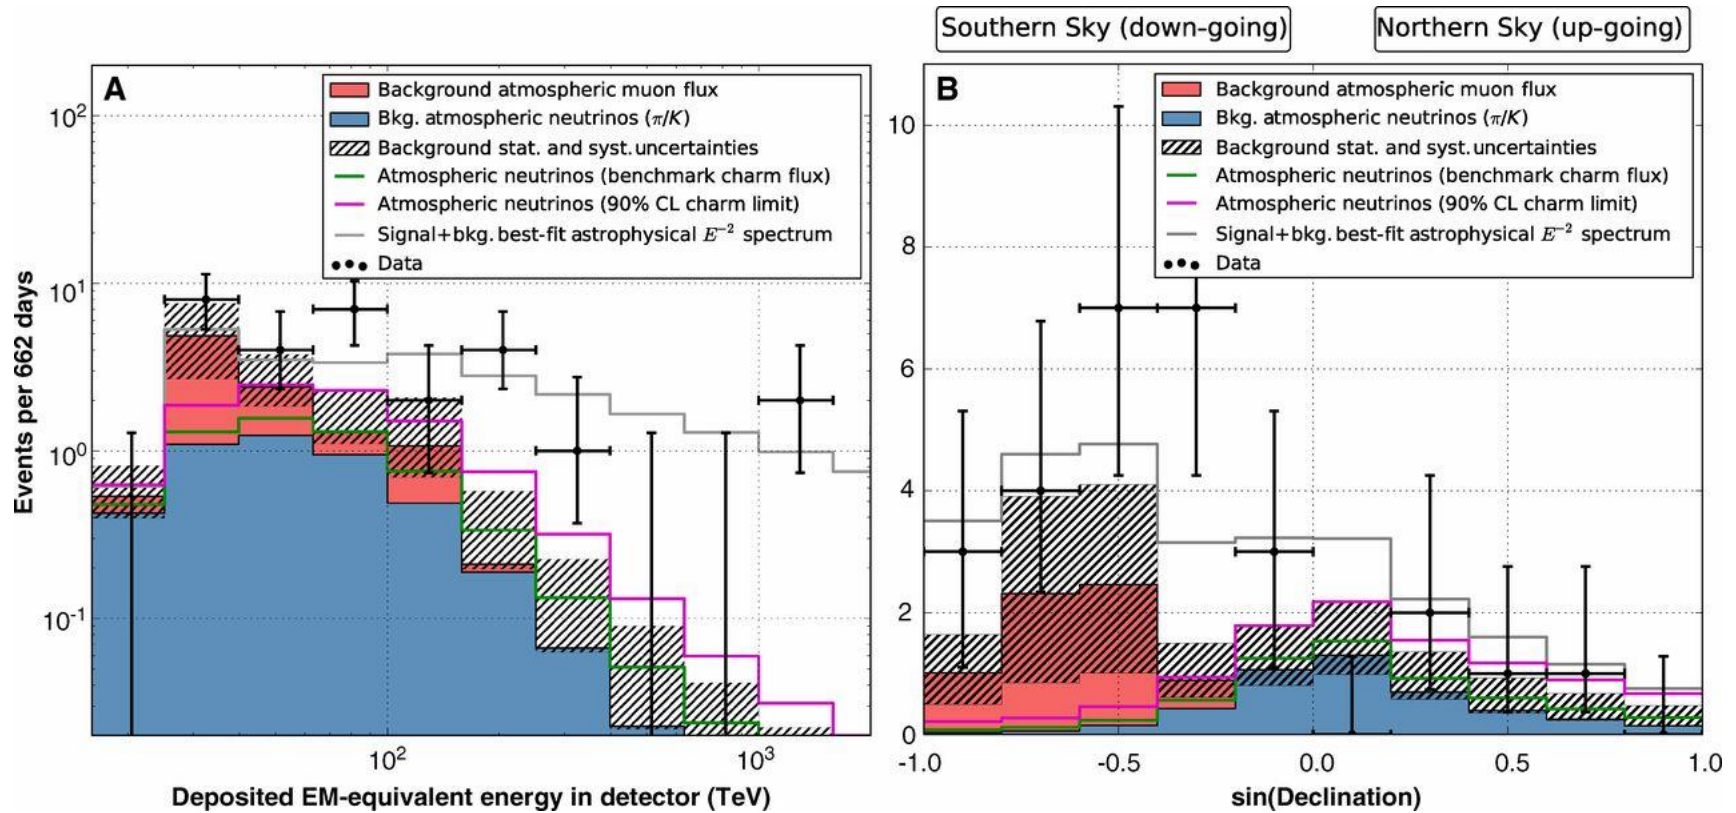 Southern Sky (down-going)
Northern Sky (up-going)
A
Background atmospheric muon flux
Bkg. atmospheric neutrinos (π/K)
Background stat. and syst. uncertainties
Atmospheric neutrinos (benchmark charm flux)
Atmospheric neutrinos (90% CL charm limit)
Signal+bkg. best-fit astrophysical E⁻² spectrum
Data
Events per 662 days
10²
10¹
10⁰
10⁻¹
10²
10³
Deposited EM-equivalent energy in detector (TeV)
B
Background atmospheric muon flux
Bkg. atmospheric neutrinos (π/K)
Background stat. and syst. uncertainties
Atmospheric neutrinos (benchmark charm flux)
Atmospheric neutrinos (90% CL charm limit)
Signal+bkg. best-fit astrophysical E⁻² spectrum
Data
10
8
6
4
2
0
-1.0
-0.5
0.0
0.5
1.0
sin(Declination)